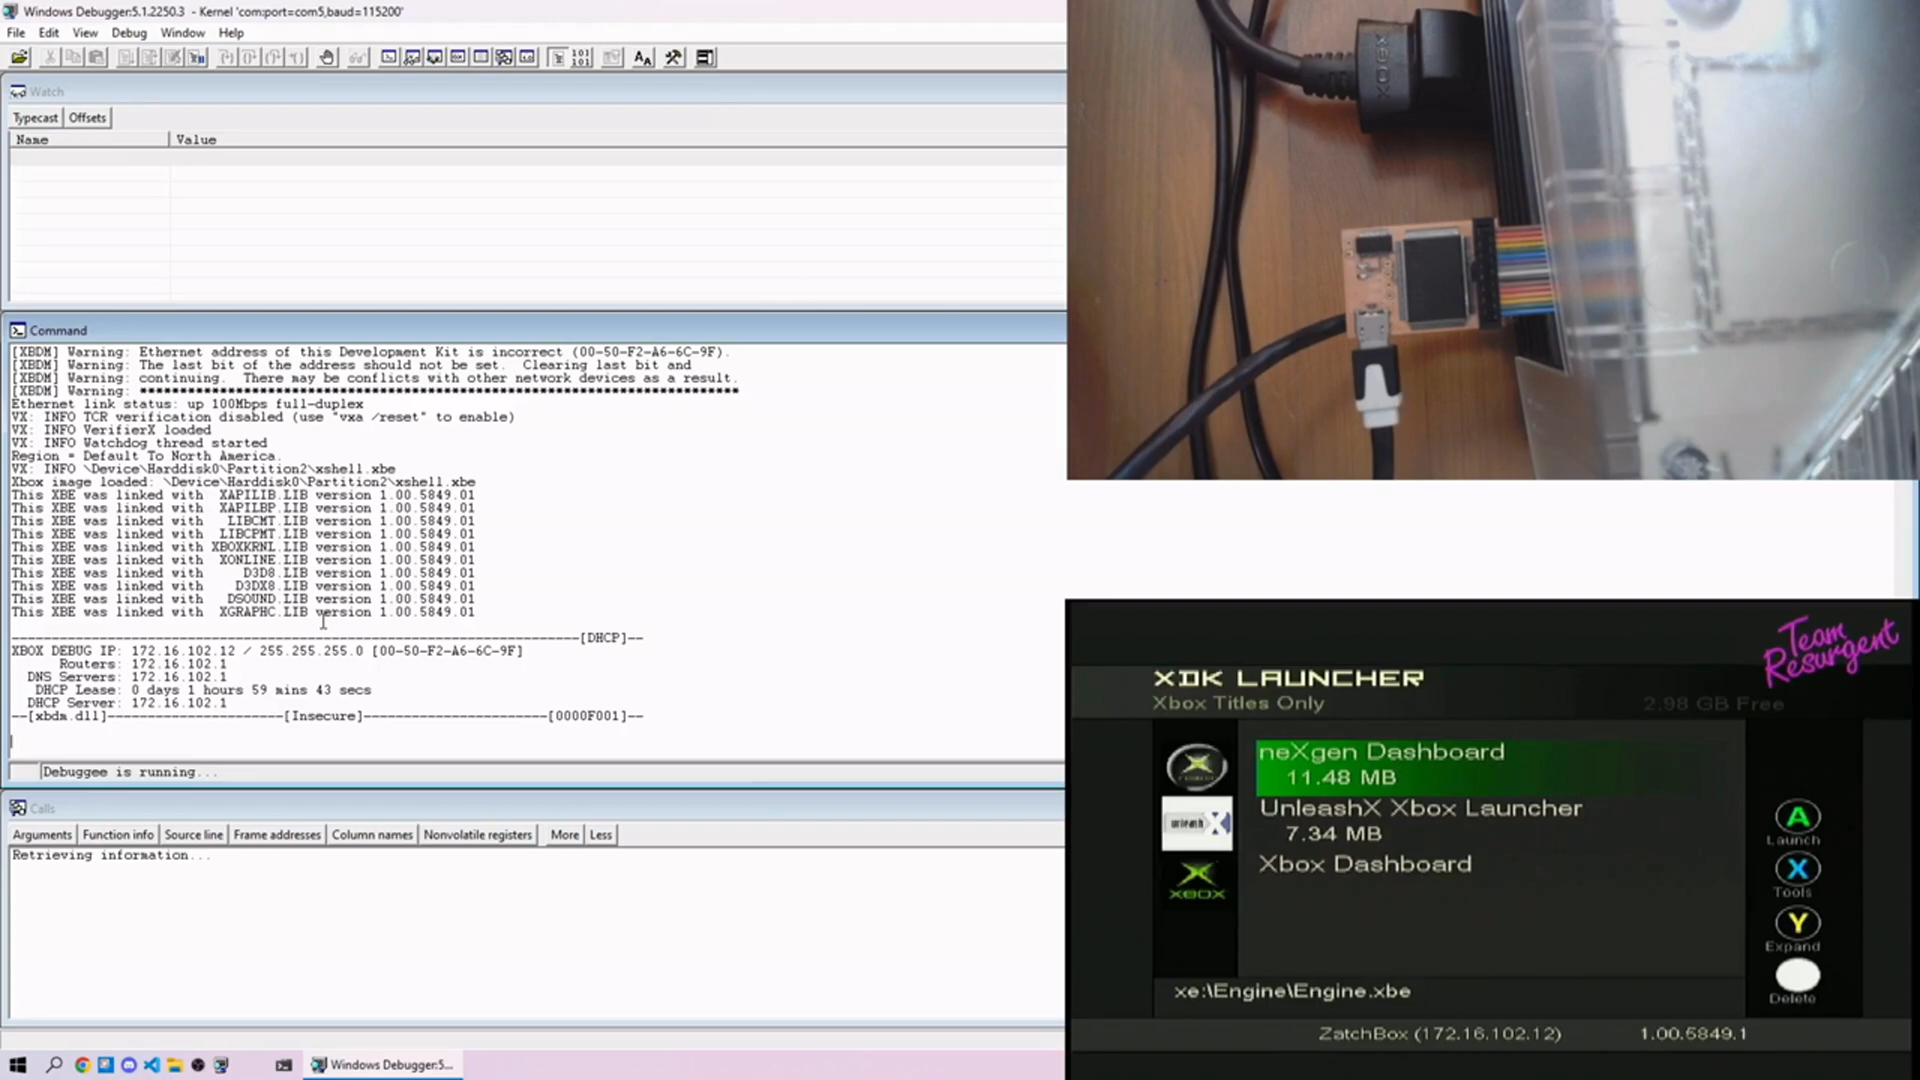 Windows Debugger:5.1.2250.3  - Kernel 'com:port=com5,baud=115200'
File Edit View Debug Window Help
Watch
Typecast Offsets
Name Value
Command
[XBDM] Warning: Ethernet address of this Development Kit is incorrect (00-50-F2-A6-6C-9F).
[XBDM] Warning: The last bit of the address should not be set.  Clearing last bit and
[XBDM] Warning: continuing.  There may be conflicts with other network devices as a result.
[XBDM] Warning: ***************************************************************************
Ethernet link status: up 100Mbps full-duplex
VX: INFO TCR verification disabled (use "vxa /reset" to enable)
VX: INFO VerifierX loaded
VX: INFO Watchdog thread started
Region = Default To North America.
VX: INFO \Device\Harddisk0\Partition2\xshell.xbe
Xbox image loaded: \Device\Harddisk0\Partition2\xshell.xbe
This XBE was linked with  XAPILIB.LIB version 1.00.5849.01
This XBE was linked with  XAPILBP.LIB version 1.00.5849.01
This XBE was linked with   LIBCMT.LIB version 1.00.5849.01
This XBE was linked with  LIBCPMT.LIB version 1.00.5849.01
This XBE was linked with XBOXKRNL.LIB version 1.00.5849.01
This XBE was linked with  XONLINE.LIB version 1.00.5849.01
This XBE was linked with     D3D8.LIB version 1.00.5849.01
This XBE was linked with    D3DX8.LIB version 1.00.5849.01
This XBE was linked with   DSOUND.LIB version 1.00.5849.01
This XBE was linked with  XGRAPHC.LIB version 1.00.5849.01
-----------------------------------------------------------------------[DHCP]--
XBOX DEBUG IP: 172.16.102.12 / 255.255.255.0 [00-50-F2-A6-6C-9F]
Routers: 172.16.102.1
DNS Servers: 172.16.102.1
DHCP Lease: 0 days 1 hours 59 mins 43 secs
DHCP Server: 172.16.102.1
--[xbdm.dll]----------------------[Insecure]-----------------------[0000F001]--
Debuggee is running...
Calls
Arguments Function info Source line Frame addresses Column names Nonvolatile registers More Less
Retrieving information...
Windows Debugger:5...
XBOX
Team Resurgent
XDK LAUNCHER
Xbox Titles Only 2.98 GB Free
neXgen Dashboard
11.48 MB
unleashX
UnleashX Xbox Launcher
7.34 MB
XBOX
Xbox Dashboard
A
Launch
X
Tools
Y
Expand
Delete
xe:\Engine\Engine.xbe
ZatchBox (172.16.102.12) 1.00.5849.1